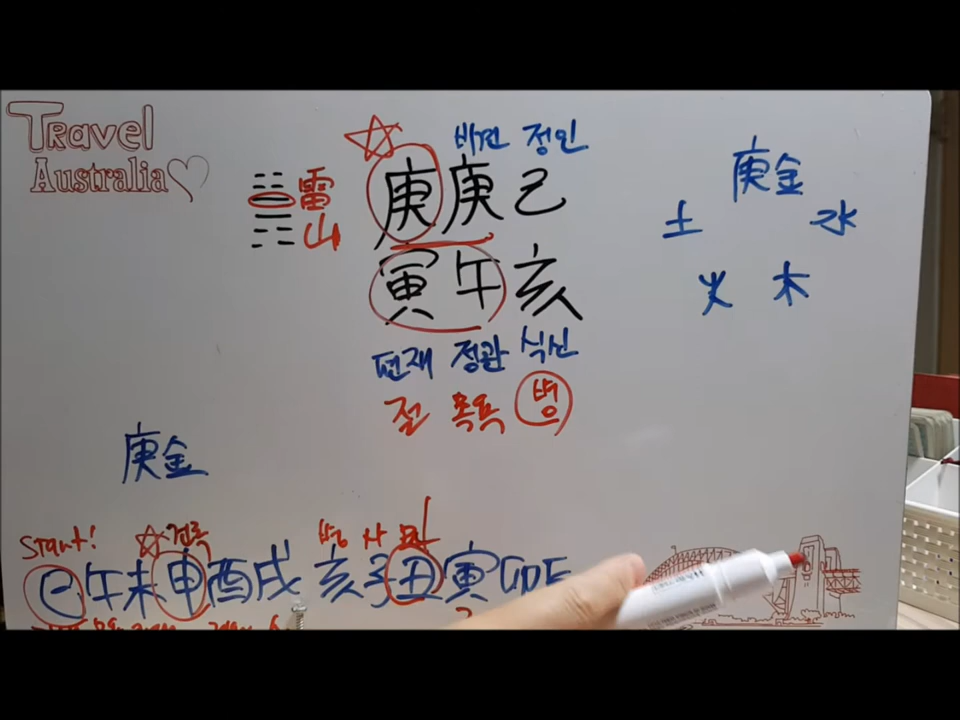 Travel
Australia
비견 정인
雷 庚庚己
山
寅午亥
편재 정관 식신
절 목욕 병
庚金
土 水
火 木
庚金
Start! 건록 병 사 묘
巳午未申酉戌亥子丑寅卯辰